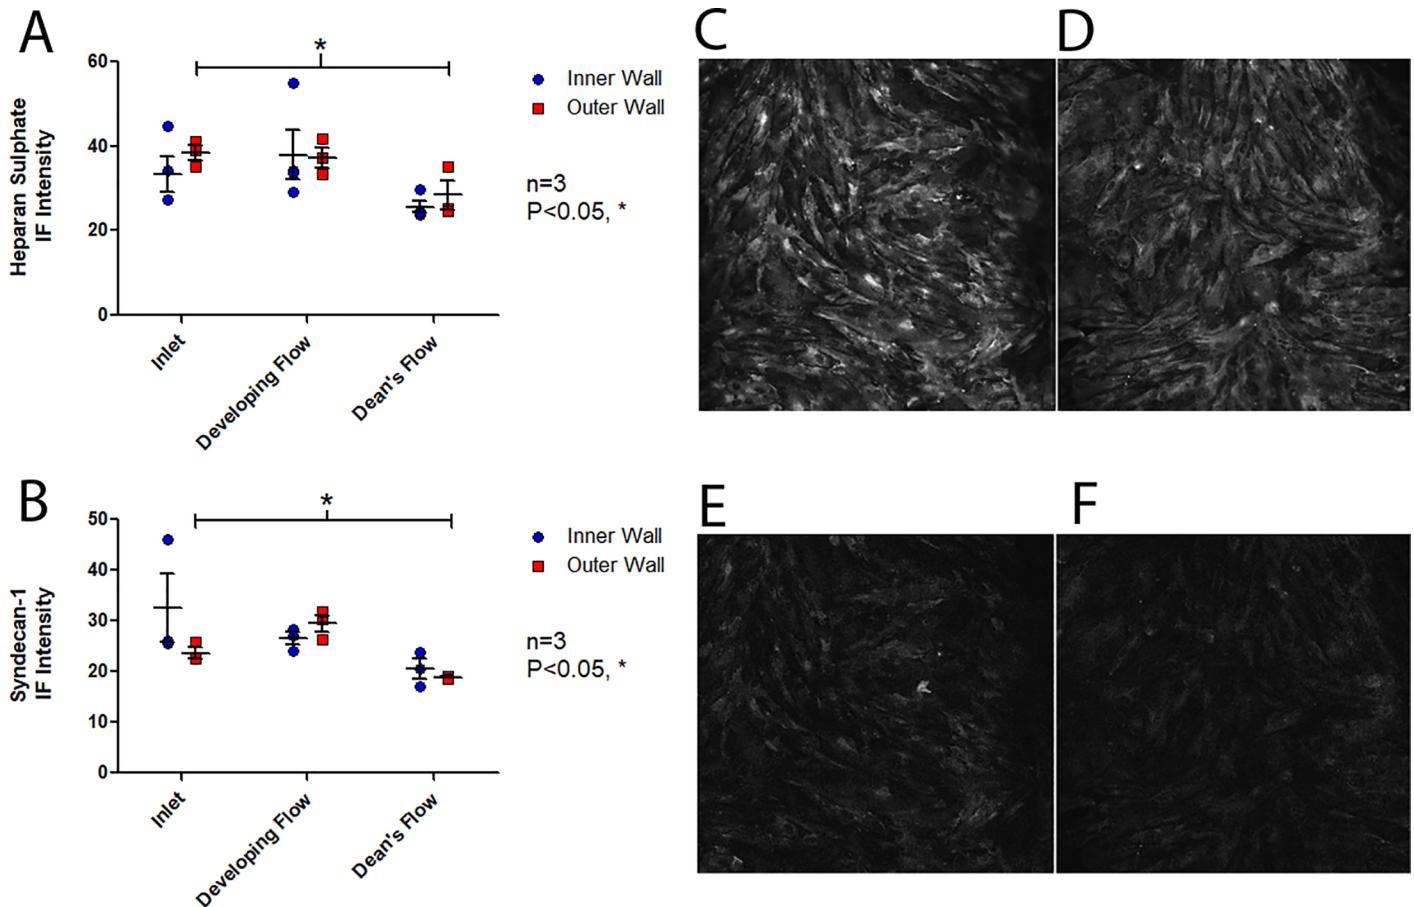 A
*
60
40
20
0
Heparan Sulphate
IF Intensity
Inner Wall
Outer Wall
n=3
P<0.05, *
Inlet
Developing Flow
Dean's Flow
B
*
50
40
30
20
10
0
Syndecan-1
IF Intensity
Inner Wall
Outer Wall
n=3
P<0.05, *
Inlet
Developing Flow
Dean's Flow
C
D
E
F